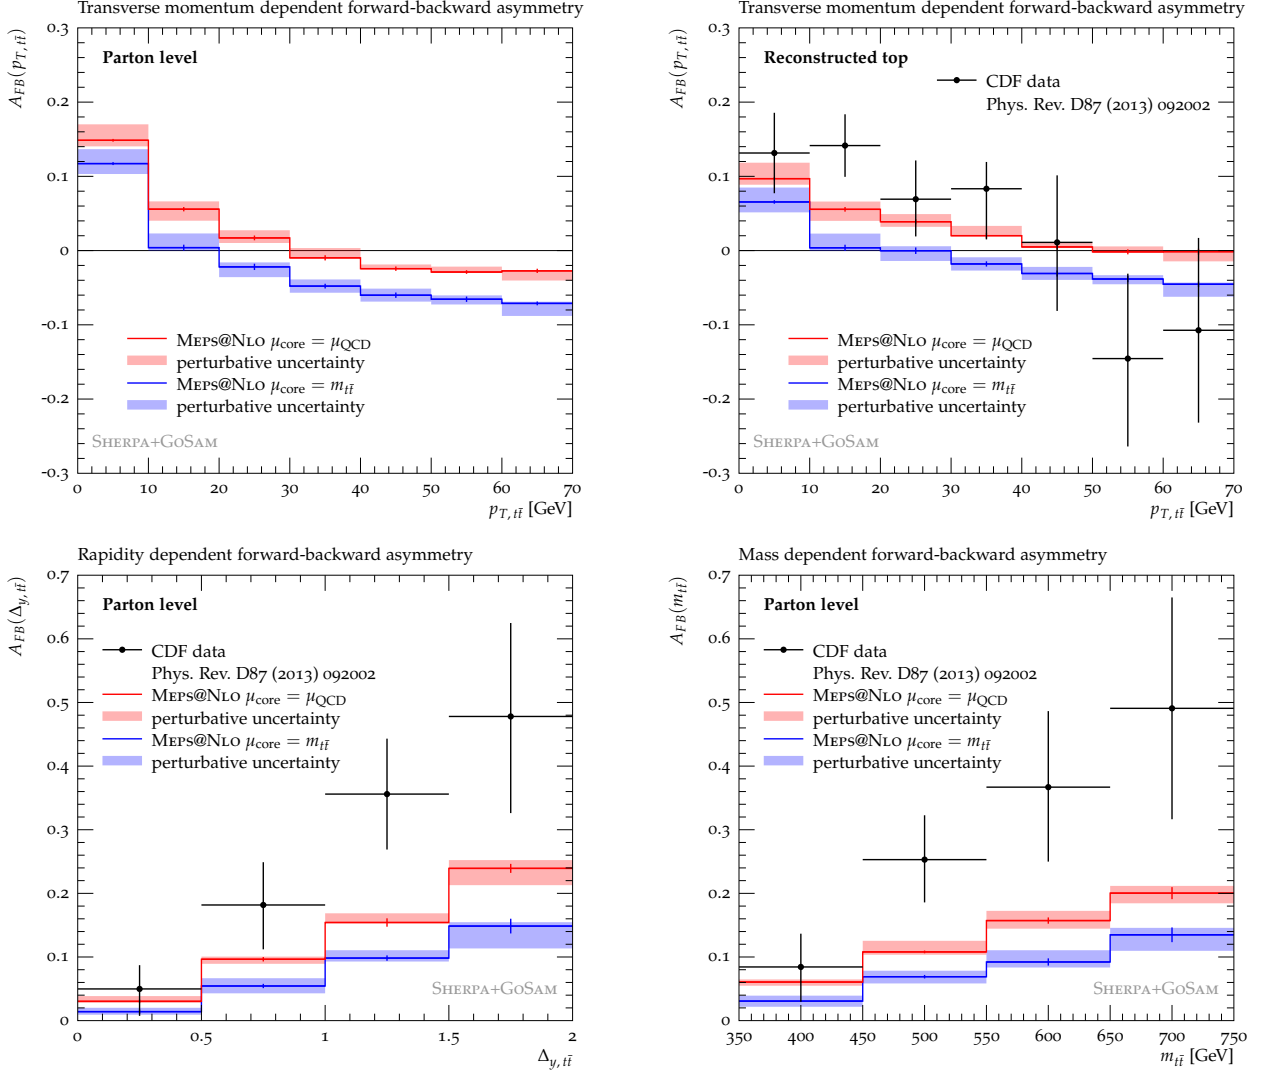 Transverse momentum dependent forward-backward asymmetry
A_FB(p_T,tt̄)
0.3
0.2
0.1
0
-0.1
-0.2
-0.3
Parton level
MEPS@NLO μ_core = μ_QCD
perturbative uncertainty
MEPS@NLO μ_core = m_tt̄
perturbative uncertainty
SHERPA+GOSAM
0 10 20 30 40 50 60 70
p_T,tt̄ [GeV]
Transverse momentum dependent forward-backward asymmetry
A_FB(p_T,tt̄)
0.3
0.2
0.1
0
-0.1
-0.2
-0.3
Reconstructed top
CDF data
Phys. Rev. D87 (2013) 092002
MEPS@NLO μ_core = μ_QCD
perturbative uncertainty
MEPS@NLO μ_core = m_tt̄
perturbative uncertainty
SHERPA+GOSAM
0 10 20 30 40 50 60 70
p_T,tt̄ [GeV]
Rapidity dependent forward-backward asymmetry
A_FB(Δ_y,tt̄)
0.7
0.6
0.5
0.4
0.3
0.2
0.1
0
Parton level
CDF data
Phys. Rev. D87 (2013) 092002
MEPS@NLO μ_core = μ_QCD
perturbative uncertainty
MEPS@NLO μ_core = m_tt̄
perturbative uncertainty
SHERPA+GOSAM
0 0.5 1 1.5 2
Δ_y,tt̄
Mass dependent forward-backward asymmetry
A_FB(m_tt̄)
0.7
0.6
0.5
0.4
0.3
0.2
0.1
0
Parton level
CDF data
Phys. Rev. D87 (2013) 092002
MEPS@NLO μ_core = μ_QCD
perturbative uncertainty
MEPS@NLO μ_core = m_tt̄
perturbative uncertainty
SHERPA+GOSAM
350 400 450 500 550 600 650 700 750
m_tt̄ [GeV]